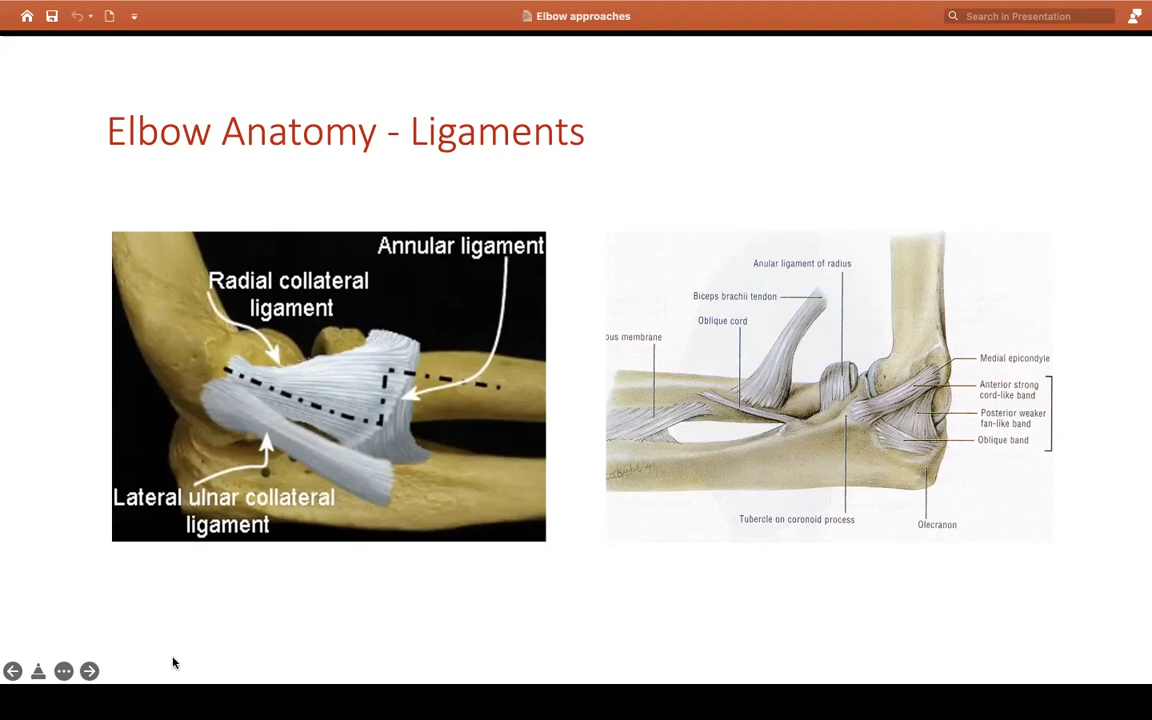 Elbow approaches
Search in Presentation
Elbow Anatomy - Ligaments
Annular ligament
Radial collateral
ligament
Lateral ulnar collateral
ligament
Anular ligament of radius
Biceps brachii tendon
Oblique cord
ous membrane
Medial epicondyle
Anterior strong
cord-like band
Posterior weaker
fan-like band
Oblique band
Tubercle on coronoid process
Olecranon